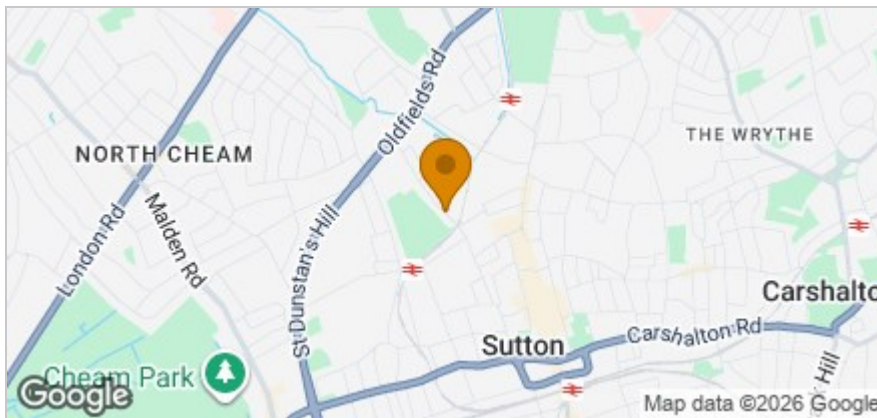 Oldfields Rd
THE WRYTHE
NORTH CHEAM
London Rd
Malden Rd
St Dunstan's Hill
Carshalto
Sutton
Carshalton Rd
Cheam Park
Hill
Google
Map data ©2026 Google